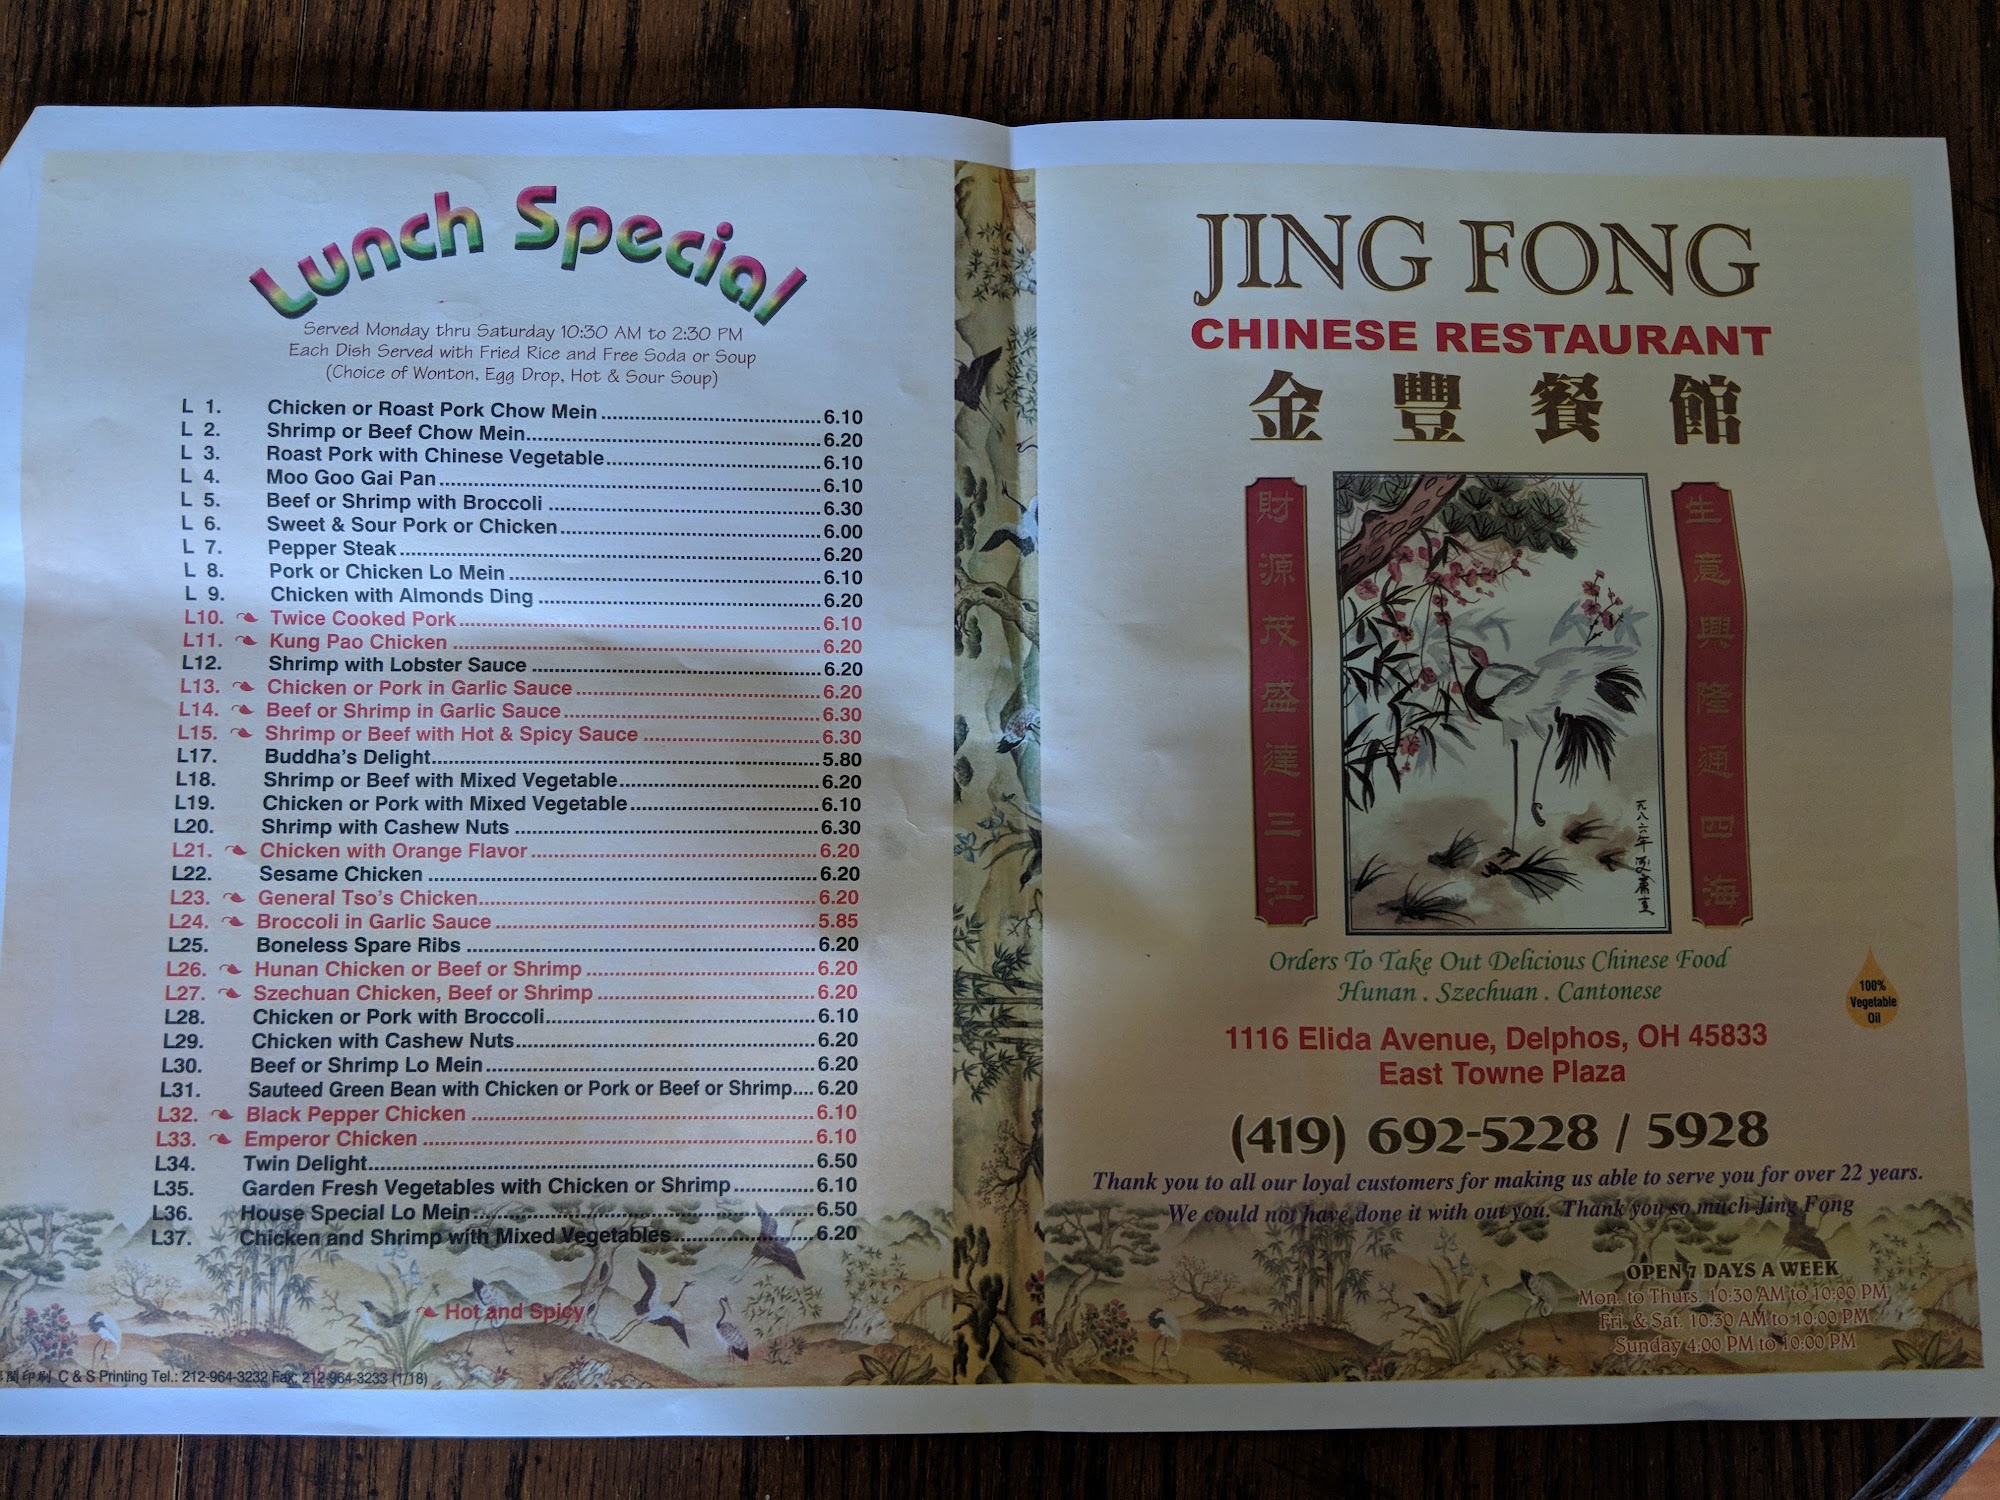 Lunch Special
Served Monday thru Saturday 10:30 AM to 2:30 PM
Each Dish Served with Fried Rice and Free Soda or Soup
(Choice of Wonton, Egg Drop, Hot & Sour Soup)
L 1. Chicken or Roast Pork Chow Mein 6.10
L 2. Shrimp or Beef Chow Mein 6.20
L 3. Roast Pork with Chinese Vegetable 6.10
L 4. Moo Goo Gai Pan 6.10
L 5. Beef or Shrimp with Broccoli 6.30
L 6. Sweet & Sour Pork or Chicken 6.00
L 7. Pepper Steak 6.20
L 8. Pork or Chicken Lo Mein 6.10
L 9. Chicken with Almonds Ding 6.20
L10. Twice Cooked Pork 6.10
L11. Kung Pao Chicken 6.20
L12. Shrimp with Lobster Sauce 6.20
L13. Chicken or Pork in Garlic Sauce 6.20
L14. Beef or Shrimp in Garlic Sauce 6.30
L15. Shrimp or Beef with Hot & Spicy Sauce 6.30
L17. Buddha's Delight 5.80
L18. Shrimp or Beef with Mixed Vegetable 6.20
L19. Chicken or Pork with Mixed Vegetable 6.10
L20. Shrimp with Cashew Nuts 6.30
L21. Chicken with Orange Flavor 6.20
L22. Sesame Chicken 6.20
L23. General Tso's Chicken 6.20
L24. Broccoli in Garlic Sauce 5.85
L25. Boneless Spare Ribs 6.20
L26. Hunan Chicken or Beef or Shrimp 6.20
L27. Szechuan Chicken, Beef or Shrimp 6.20
L28. Chicken or Pork with Broccoli 6.10
L29. Chicken with Cashew Nuts 6.20
L30. Beef or Shrimp Lo Mein 6.20
L31. Sauteed Green Bean with Chicken or Pork or Beef or Shrimp 6.20
L32. Black Pepper Chicken 6.10
L33. Emperor Chicken 6.10
L34. Twin Delight 6.50
L35. Garden Fresh Vegetables with Chicken or Shrimp 6.10
L36. House Special Lo Mein 6.50
L37. Chicken and Shrimp with Mixed Vegetables 6.20
Hot and Spicy
印刷 C & S Printing Tel.: 212-964-3232 Fax: 212-964-3233 (1/18)
JING FONG
CHINESE RESTAURANT
金豐餐館
財源茂盛達三江
生意興隆通四海
一九八六年
Orders To Take Out Delicious Chinese Food
Hunan . Szechuan . Cantonese
100%
Vegetable
Oil
1116 Elida Avenue, Delphos, OH 45833
East Towne Plaza
(419) 692-5228 / 5928
Thank you to all our loyal customers for making us able to serve you for over 22 years.
We could not have done it with out you. Thank you so much Jing Fong
OPEN 7 DAYS A WEEK
Mon. to Thurs. 10:30 AM to 10:00 PM
Fri. & Sat. 10:30 AM to 10:00 PM
Sunday 4:00 PM to 10:00 PM